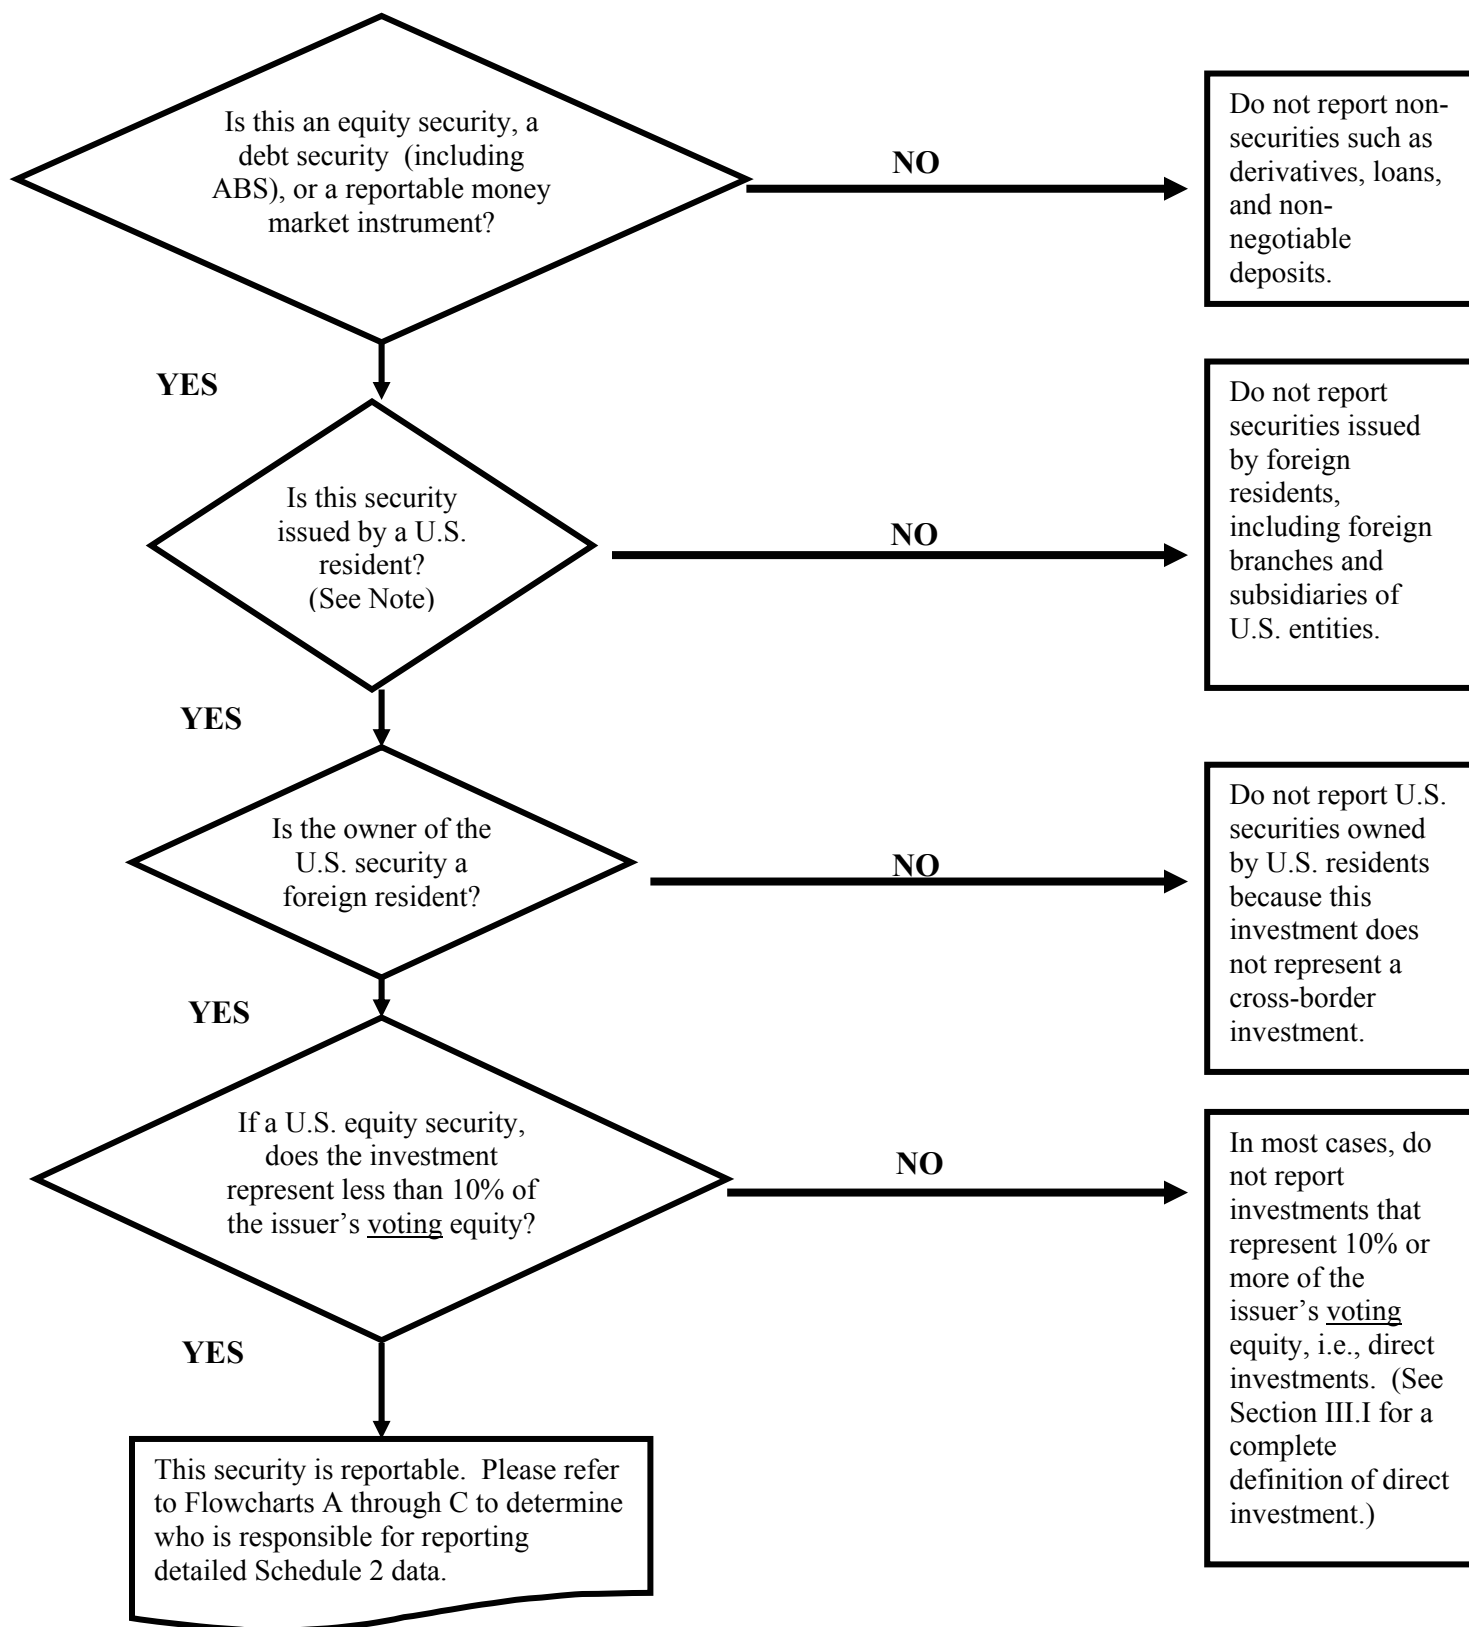 Is this an equity security, a
debt security  (including
ABS), or a reportable money
market instrument?
NO
Do not report non-
securities such as
derivatives, loans,
and non-
negotiable
deposits.
YES
Is this security
issued by a U.S.
resident?
(See Note)
NO
Do not report
securities issued
by foreign
residents,
including foreign
branches and
subsidiaries of
U.S. entities.
YES
Is the owner of the
U.S. security a
foreign resident?
NO
Do not report U.S.
securities owned
by U.S. residents
because this
investment does
not represent a
cross-border
investment.
YES
If a U.S. equity security,
does the investment
represent less than 10% of
the issuer’s voting equity?
NO
In most cases, do
not report
investments that
represent 10% or
more of the
issuer’s voting
equity, i.e., direct
investments.  (See
Section III.I for a
complete
definition of direct
investment.)
YES
This security is reportable.  Please refer
to Flowcharts A through C to determine
who is responsible for reporting
detailed Schedule 2 data.